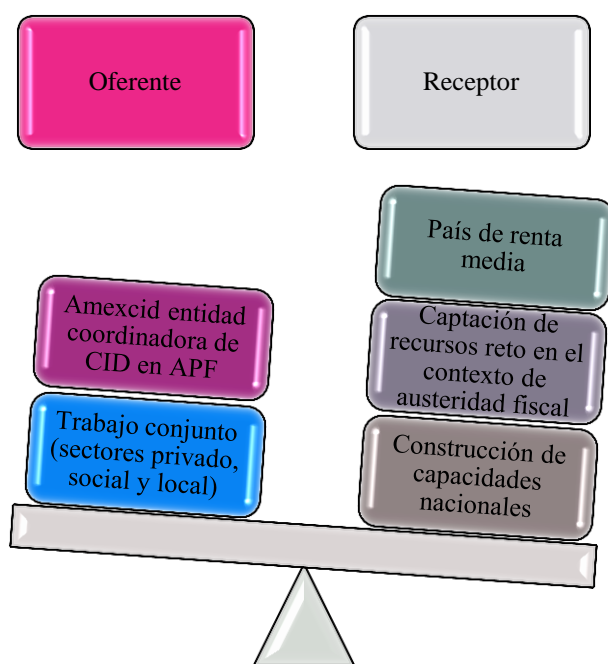 Oferente
Receptor
País de renta
media
Amexcid entidad
coordinadora de
CID en APF
Captación de
recursos reto en el
contexto de
austeridad fiscal
Trabajo conjunto
(sectores privado,
social y local)
Construcción de
capacidades
nacionales